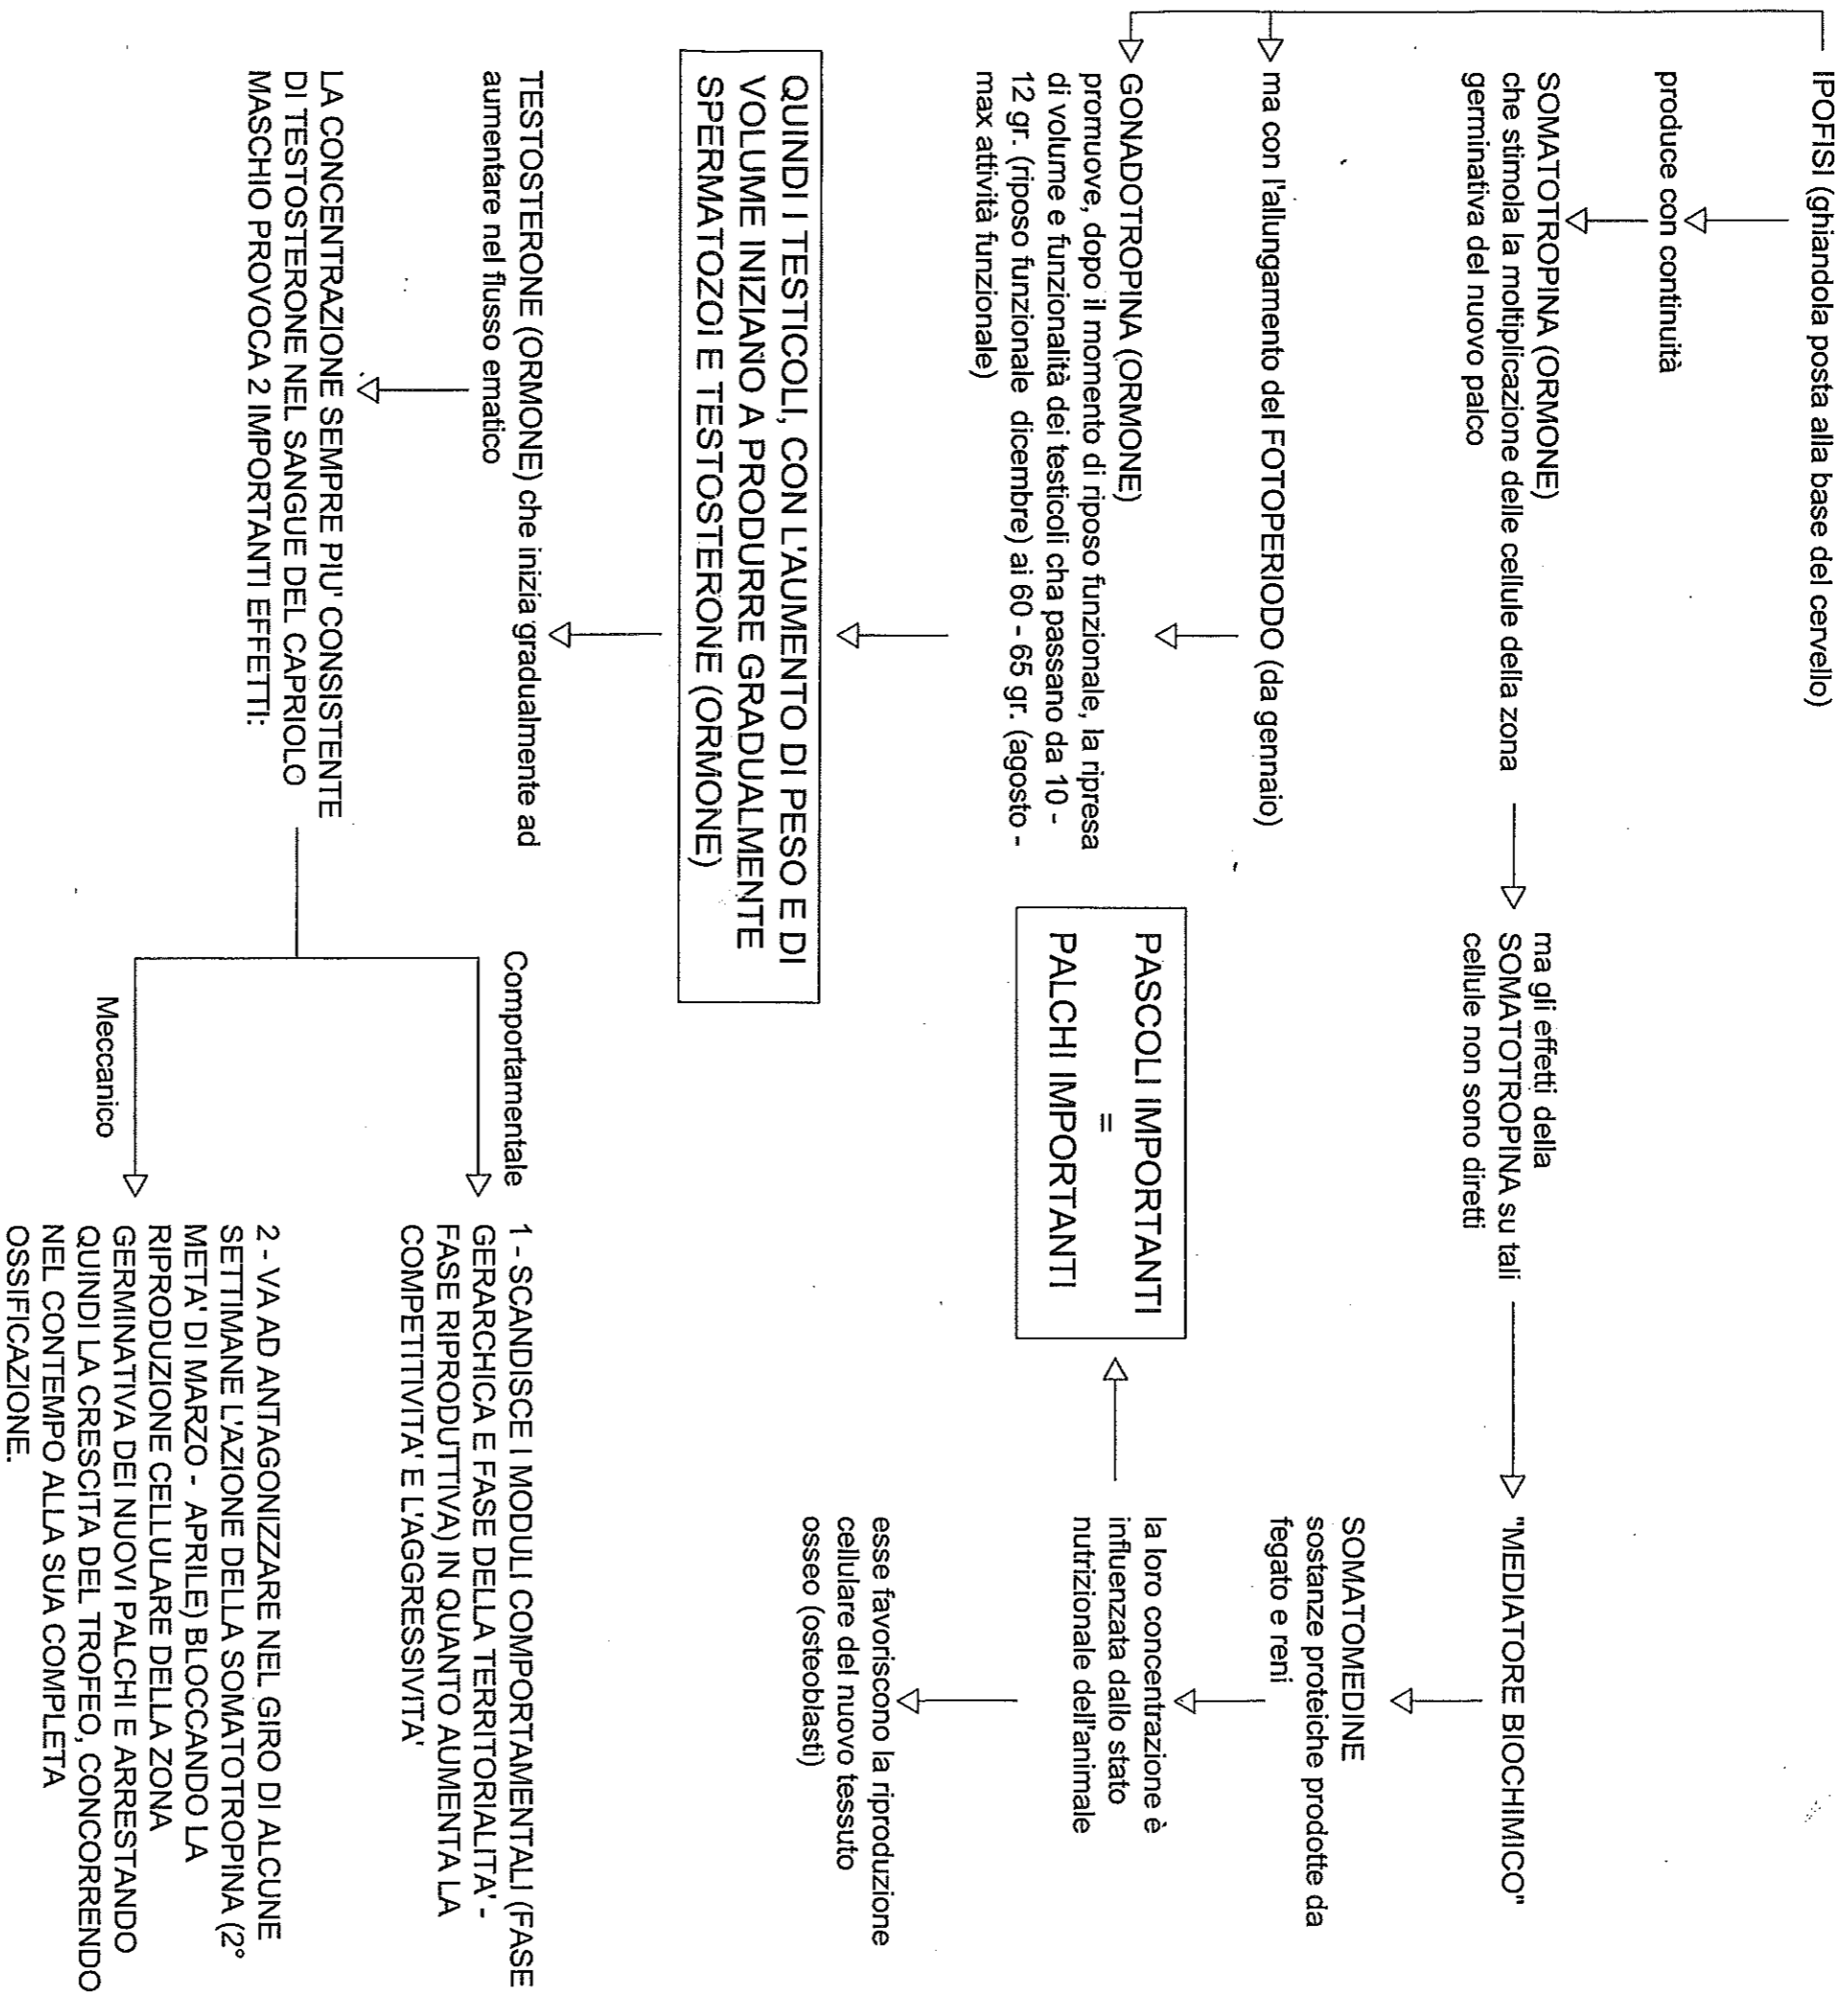 IPOFISI (ghiandola posta alla base del cervello)
produce con continuità
SOMATOTROPINA (ORMONE)
che stimola la moltiplicazione delle cellule della zona
germinativa del nuovo palco
ma gli effetti della
SOMATOTROPINA su tali
cellule non sono diretti
"MEDIATORE BIOCHIMICO"
SOMATOMEDINE
sostanze proteiche prodotte da
fegato e reni
la loro concentrazione è
influenzata dallo stato
nutrizionale dell'animale
esse favoriscono la riproduzione
cellulare del nuovo tessuto
osseo (osteoblasti)
PASCOLI IMPORTANTI
=
PALCHI IMPORTANTI
ma con l'allungamento del FOTOPERIODO (da gennaio)
GONADOTROPINA (ORMONE)
promuove, dopo il momento di riposo funzionale, la ripresa
di volume e funzionalità dei testicoli cha passano da 10 -
12 gr. (riposo funzionale dicembre) ai 60 - 65 gr. (agosto -
max attività funzionale)
QUINDI I TESTICOLI, CON L'AUMENTO DI PESO E DI
VOLUME INIZIANO A PRODURRE GRADUALMENTE
SPERMATOZOI E TESTOSTERONE (ORMONE)
TESTOSTERONE (ORMONE) che inizia gradualmente ad
aumentare nel flusso ematico
LA CONCENTRAZIONE SEMPRE PIU' CONSISTENTE
DI TESTOSTERONE NEL SANGUE DEL CAPRIOLO
MASCHIO PROVOCA 2 IMPORTANTI EFFETTI:
Comportamentale
1 - SCANDISCE I MODULI COMPORTAMENTALI (FASE
GERARCHICA E FASE DELLA TERRITORIALITA' -
FASE RIPRODUTTIVA) IN QUANTO AUMENTA LA
COMPETITIVITA' E L'AGGRESSIVITA'
Meccanico
2 - VA AD ANTAGONIZZARE NEL GIRO DI ALCUNE
SETTIMANE L'AZIONE DELLA SOMATOTROPINA (2°
META' DI MARZO - APRILE) BLOCCANDO LA
RIPRODUZIONE CELLULARE DELLA ZONA
GERMINATIVA DEI NUOVI PALCHI E ARRESTANDO
QUINDI LA CRESCITA DEL TROFEO, CONCORRENDO
NEL CONTEMPO ALLA SUA COMPLETA
OSSIFICAZIONE.